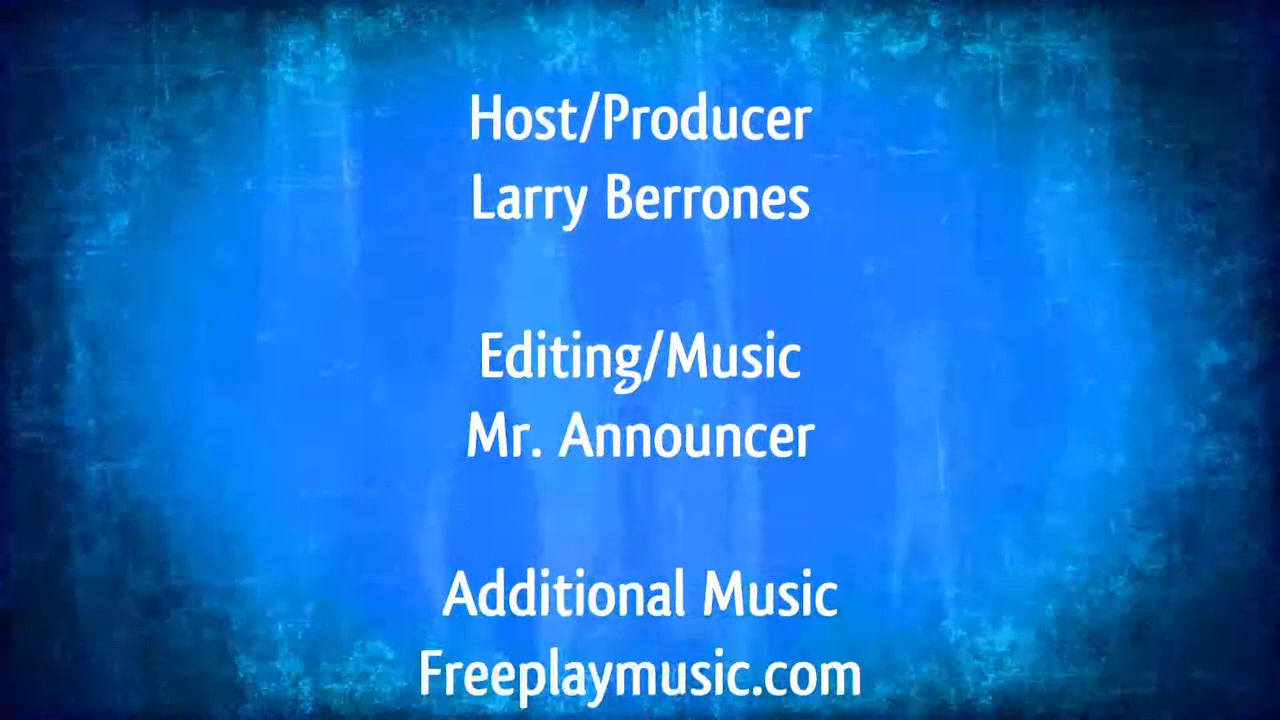 Host/Producer
Larry Berrones
Editing/Music
Mr. Announcer
Additional Music
Freeplaymusic.com